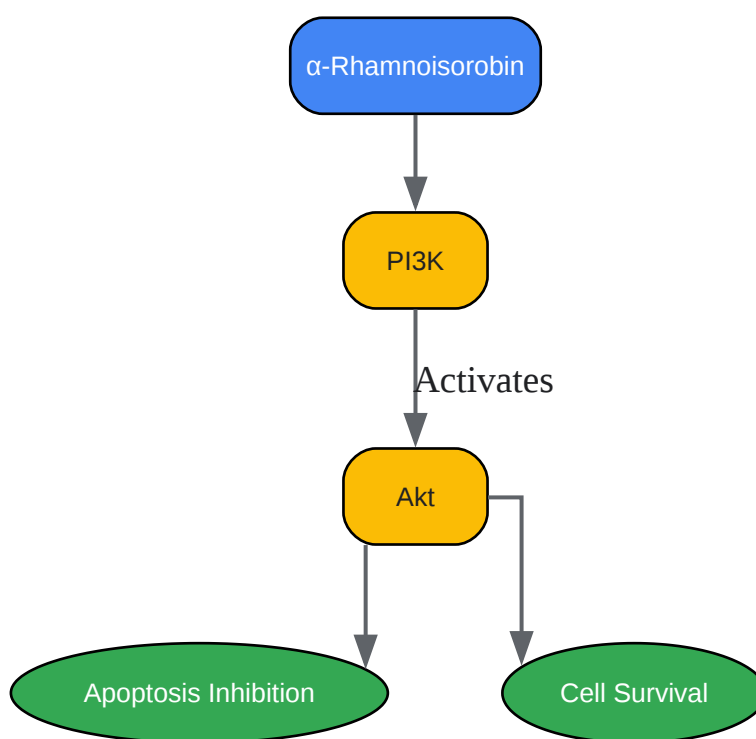 α-Rhamnoisorobin
PI3K
Activates
Akt
Apoptosis Inhibition
Cell Survival